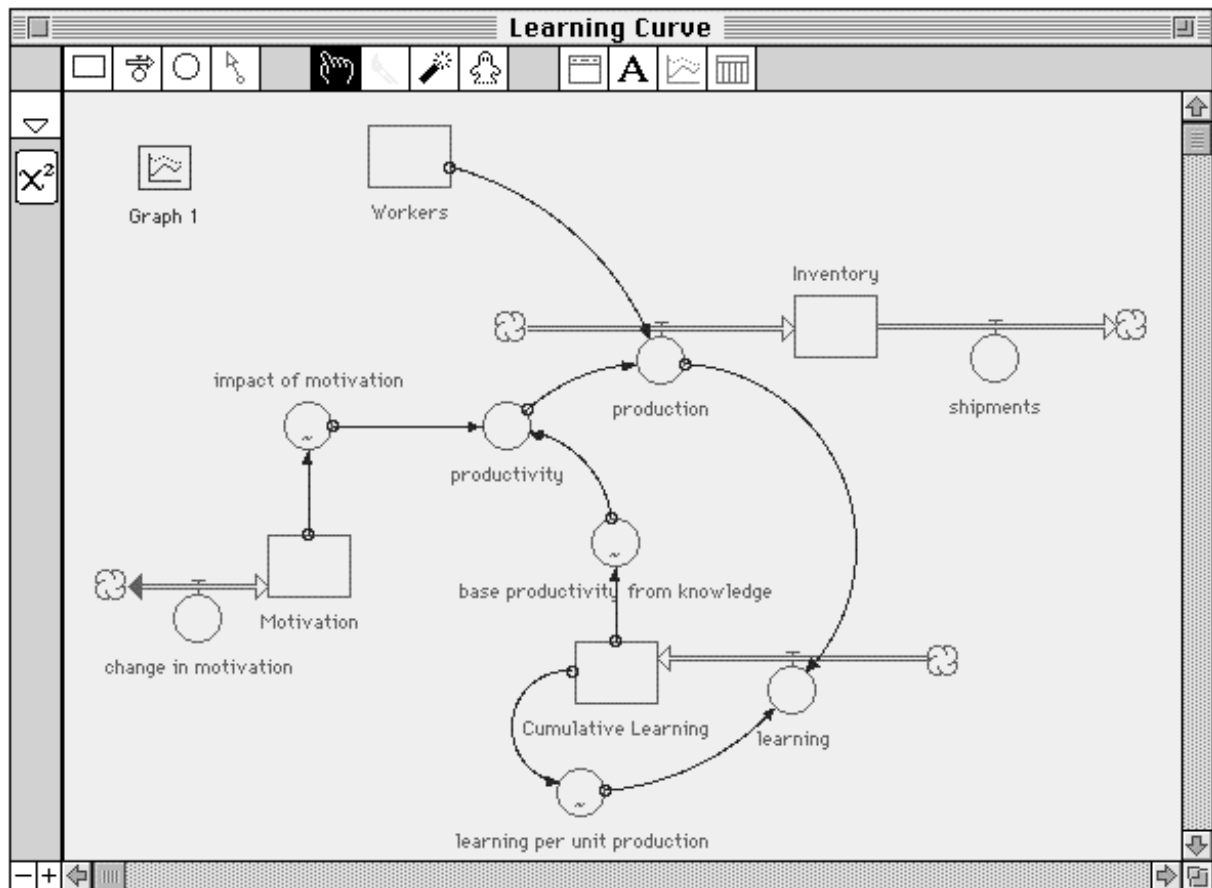 Learning Curve
A
X²
Graph 1
Workers
Inventory
impact of motivation
production
shipments
productivity
base productivity from knowledge
Motivation
change in motivation
Cumulative Learning
learning
learning per unit production